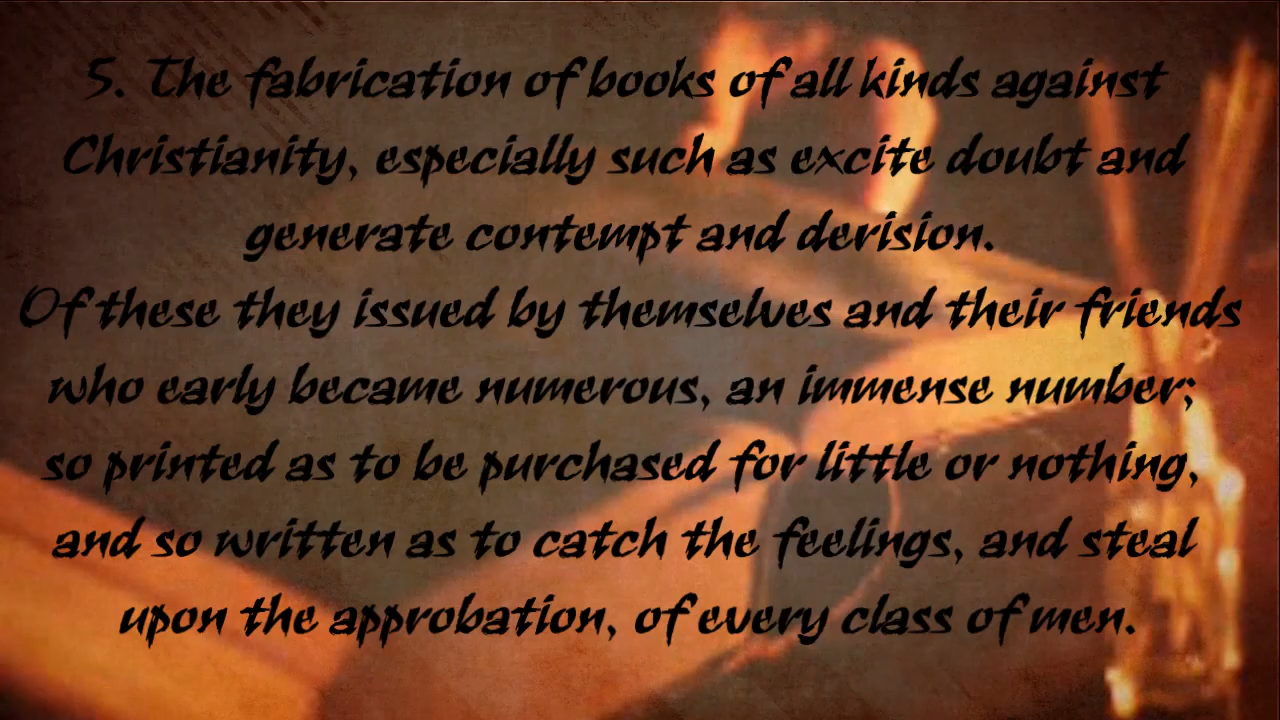 5. The fabrication of books of all kinds against
Christianity, especially such as excite doubt and
generate contempt and derision.
Of these they issued by themselves and their friends
who early became numerous, an immense number;
so printed as to be purchased for little or nothing,
and so written as to catch the feelings, and steal
upon the approbation, of every class of men.